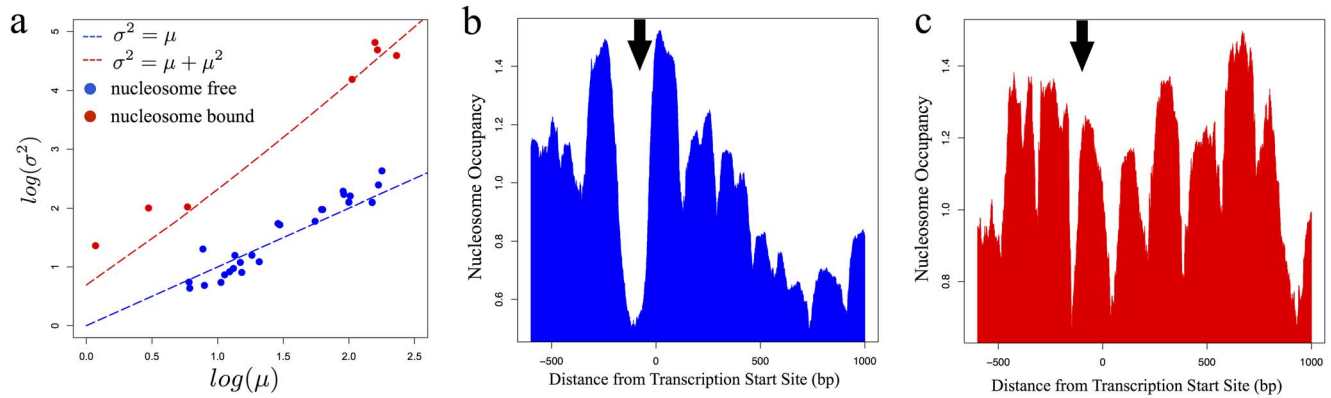 a
σ² = μ
σ² = μ + μ²
nucleosome free
nucleosome bound
log(σ²)
0
1
2
3
4
5
0.0 0.5 1.0 1.5 2.0 2.5
log(μ)
b
Nucleosome Occupancy
0.6
0.8
1.0
1.2
1.4
−500 0 500 1000
Distance from Transcription Start Site (bp)
c
Nucleosome Occupancy
0.8
1.0
1.2
1.4
−500 0 500 1000
Distance from Transcription Start Site (bp)